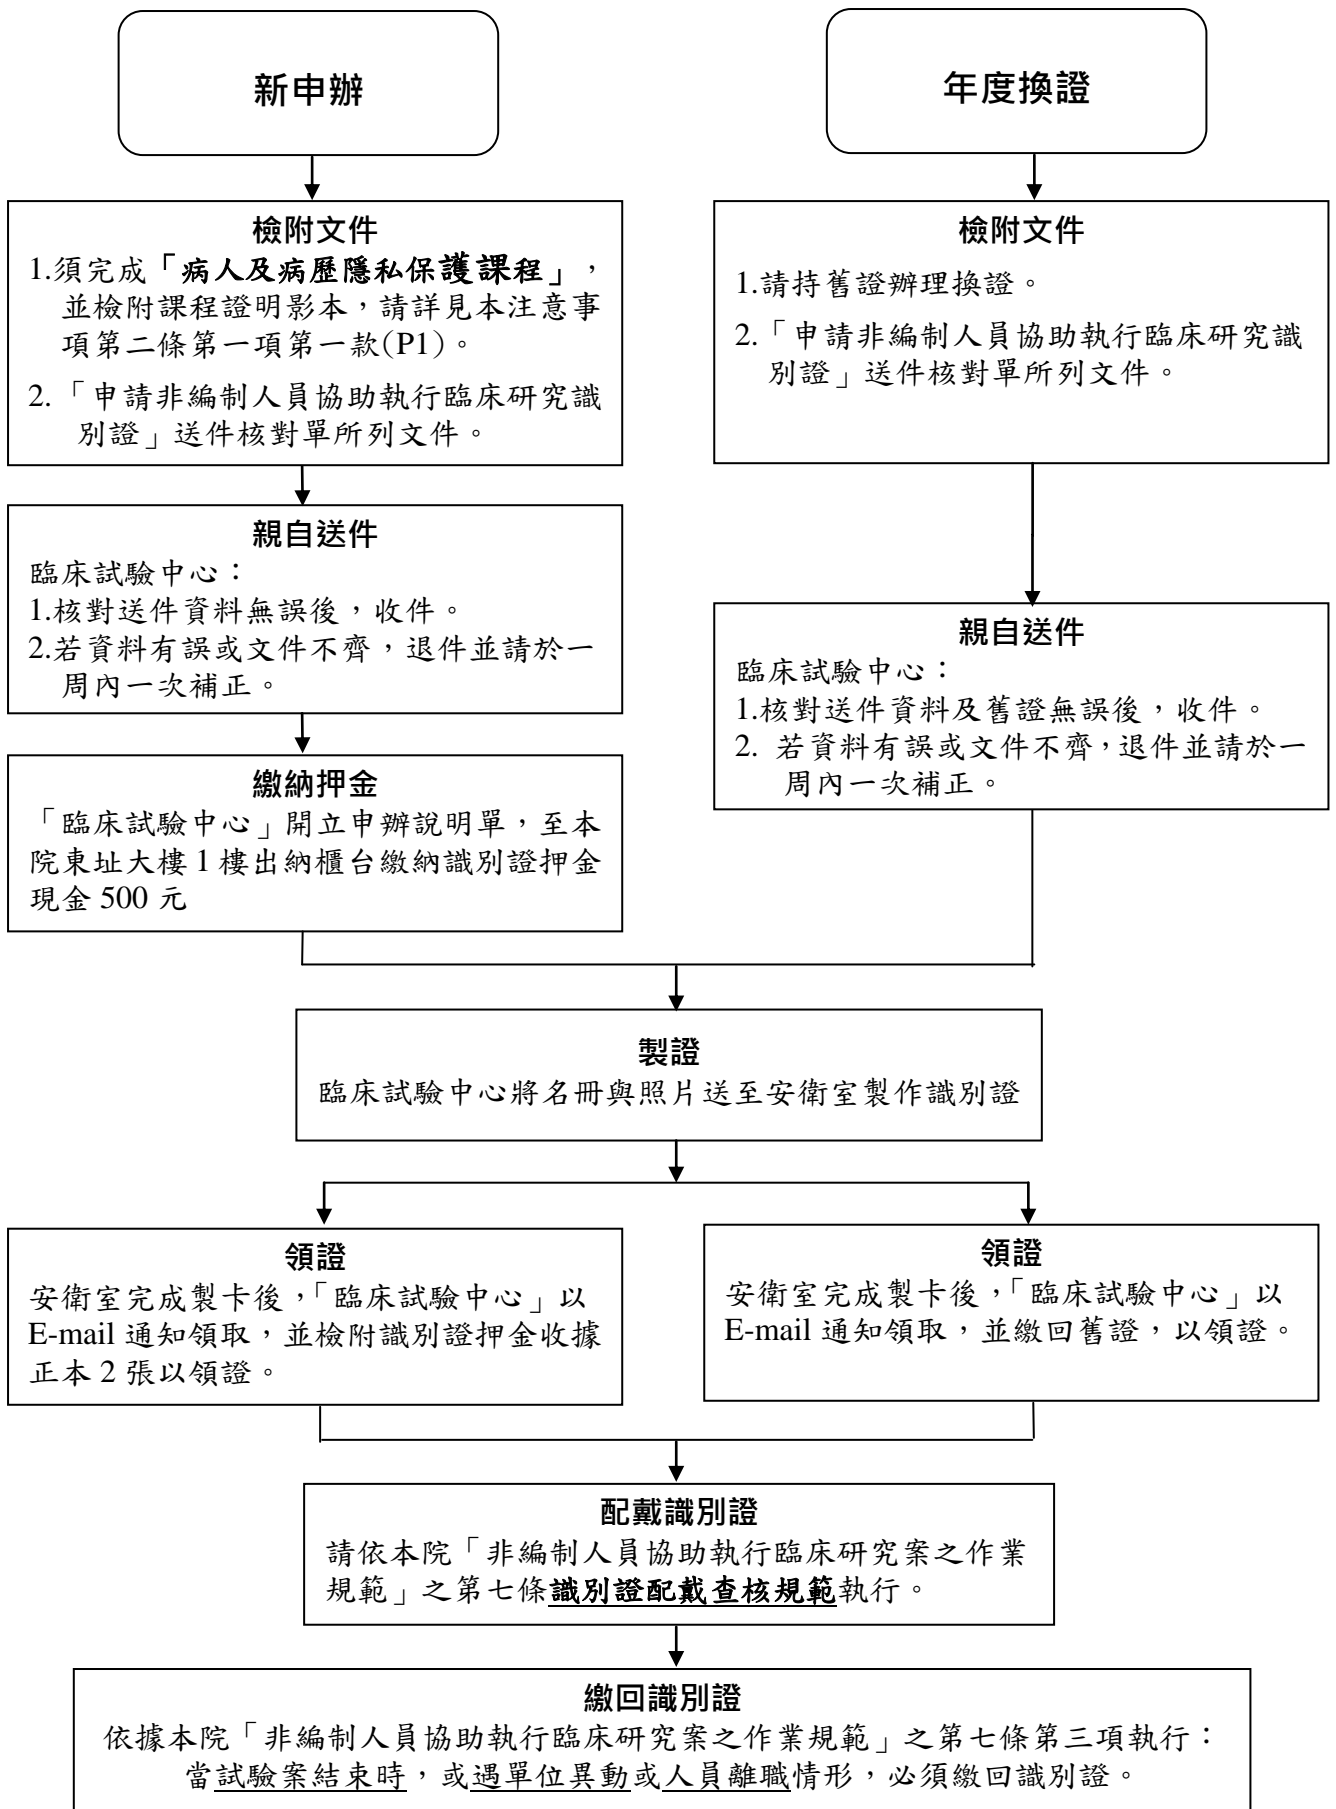 新申辦
年度換證
檢附文件
1.須完成「病人及病歷隱私保護課程」，
並檢附課程證明影本，請詳見本注意事
項第二條第一項第一款(P1)。
2.「申請非編制人員協助執行臨床研究識
別證」送件核對單所列文件。
檢附文件
1.請持舊證辦理換證。
2.「申請非編制人員協助執行臨床研究識
別證」送件核對單所列文件。
親自送件
臨床試驗中心：
1.核對送件資料無誤後，收件。
2.若資料有誤或文件不齊，退件並請於一
周內一次補正。
親自送件
臨床試驗中心：
1.核對送件資料及舊證無誤後，收件。
2. 若資料有誤或文件不齊，退件並請於一
周內一次補正。
繳納押金
「臨床試驗中心」開立申辦說明單，至本
院東址大樓 1 樓出納櫃台繳納識別證押金
現金 500 元
製證
臨床試驗中心將名冊與照片送至安衛室製作識別證
領證
安衛室完成製卡後，「臨床試驗中心」以
E-mail 通知領取，並檢附識別證押金收據
正本 2 張以領證。
領證
安衛室完成製卡後，「臨床試驗中心」以
E-mail 通知領取，並繳回舊證，以領證。
配戴識別證
請依本院「非編制人員協助執行臨床研究案之作業
規範」之第七條識別證配戴查核規範執行。
繳回識別證
依據本院「非編制人員協助執行臨床研究案之作業規範」之第七條第三項執行：
當試驗案結束時，或遇單位異動或人員離職情形，必須繳回識別證。